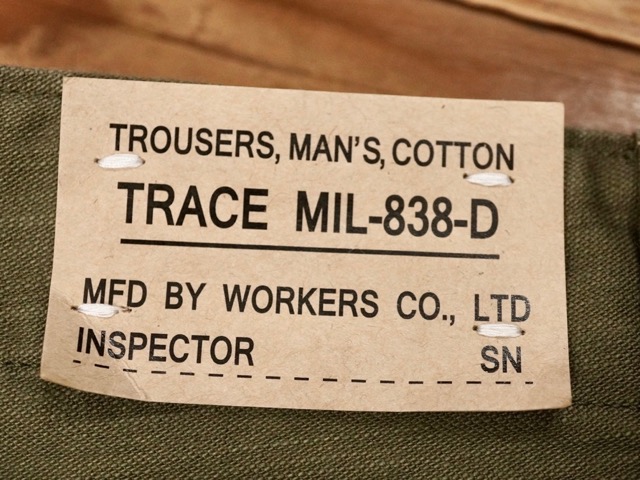 TROUSERS, MAN'S, COTTON
TRACE MIL-838-D
MFD BY WORKERS CO., LTD
INSPECTOR SN